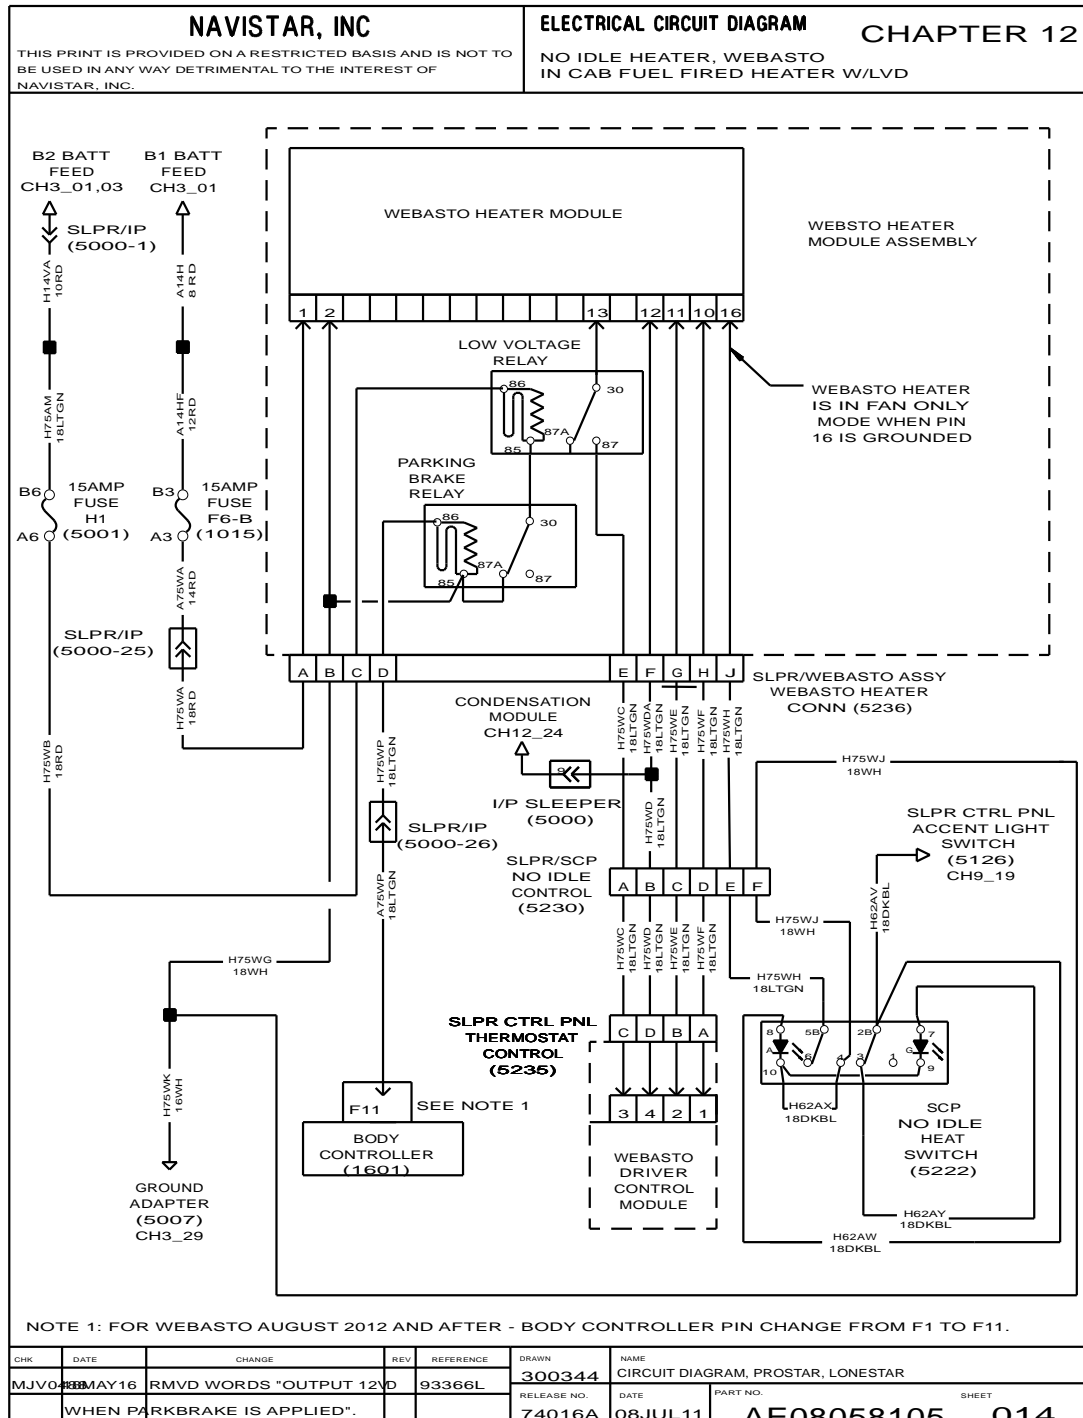 NAVISTAR, INC
THIS PRINT IS PROVIDED ON A RESTRICTED BASIS AND IS NOT TO
BE USED IN ANY WAY DETRIMENTAL TO THE INTEREST OF
NAVISTAR, INC.
ELECTRICAL CIRCUIT DIAGRAM
CHAPTER 12
NO IDLE HEATER, WEBASTO
IN CAB FUEL FIRED HEATER W/LVD
B2 BATT
FEED
CH3_01,03
B1 BATT
FEED
CH3_01
SLPR/IP
(5000-1)
H14VA
10RD
A14H
8 RD
WEBASTO HEATER MODULE
WEBSTO HEATER
MODULE ASSEMBLY
1 2 13 12 11 10 16
LOW VOLTAGE
RELAY
86
30
87A
87
85
WEBASTO HEATER
IS IN FAN ONLY
MODE WHEN PIN
16 IS GROUNDED
H75AM
18LTGN
A14HF
12RD
PARKING
BRAKE
RELAY
86
30
87A
87
85
B6
15AMP
FUSE
H1
(5001)
A6
B3
15AMP
FUSE
F6-B
(1015)
A3
A75WA
14RD
SLPR/IP
(5000-25)
H75WA
18RD
A B C D E F G H J
SLPR/WEBASTO ASSY
WEBASTO HEATER
CONN (5236)
CONDENSATION
MODULE
CH12_24
H75WC
18LTGN
H75WDA
18LTGN
H75WE
18LTGN
H75WF
18LTGN
H75WH
18LTGN
H75WB
18RD
H75WP
18LTGN
H75WJ
18WH
9
I/P SLEEPER
(5000)
H75WD
18LTGN
SLPR/IP
(5000-26)
SLPR CTRL PNL
ACCENT LIGHT
SWITCH
(5126)
CH9_19
SLPR/SCP
NO IDLE
CONTROL
(5230)
A B C D E F
A75WP
18LTGN
H62AV
18DKBL
H75WJ
18WH
H75WC
18LTGN
H75WD
18LTGN
H75WE
18LTGN
H75WF
18LTGN
H75WG
18WH
H75WH
18LTGN
SLPR CTRL PNL
THERMOSTAT
CONTROL
(5235)
C D B A
8 5B 2B 7
A 6 4 3 1 G
10 9
H75WK
16WH
F11
SEE NOTE 1
3 4 2 1
H62AX
18DKBL
SCP
NO IDLE
HEAT
SWITCH
(5222)
BODY
CONTROLLER
(1601)
WEBASTO
DRIVER
CONTROL
MODULE
GROUND
ADAPTER
(5007)
CH3_29
H62AY
18DKBL
H62AW
18DKBL
NOTE 1: FOR WEBASTO AUGUST 2012 AND AFTER - BODY CONTROLLER PIN CHANGE FROM F1 TO F11.
CHK DATE CHANGE REV REFERENCE DRAWN NAME
RMVD WORDS "OUTPUT 12V D 93366L 300344 CIRCUIT DIAGRAM, PROSTAR, LONESTAR
RELEASE NO. DATE PART NO. SHEET
WHEN PARKBRAKE IS APPLIED". 74016A 08JUL11 AE08058105 014